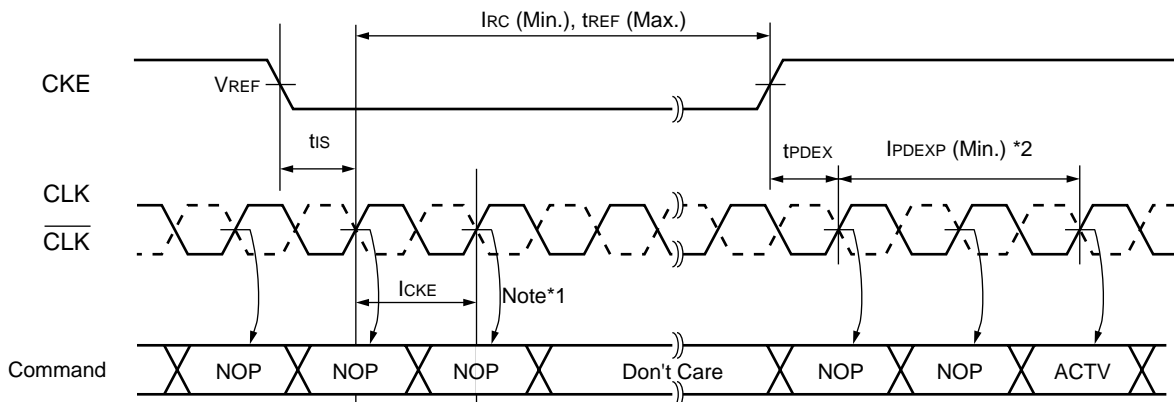 IRC (Min.), tREF (Max.)
CKE
VREF
tIS
tPDEX
IPDEXP (Min.) *2
CLK
CLK
ICKE
Note*1
Command
NOP
NOP
NOP
Don't Care
NOP
NOP
ACTV